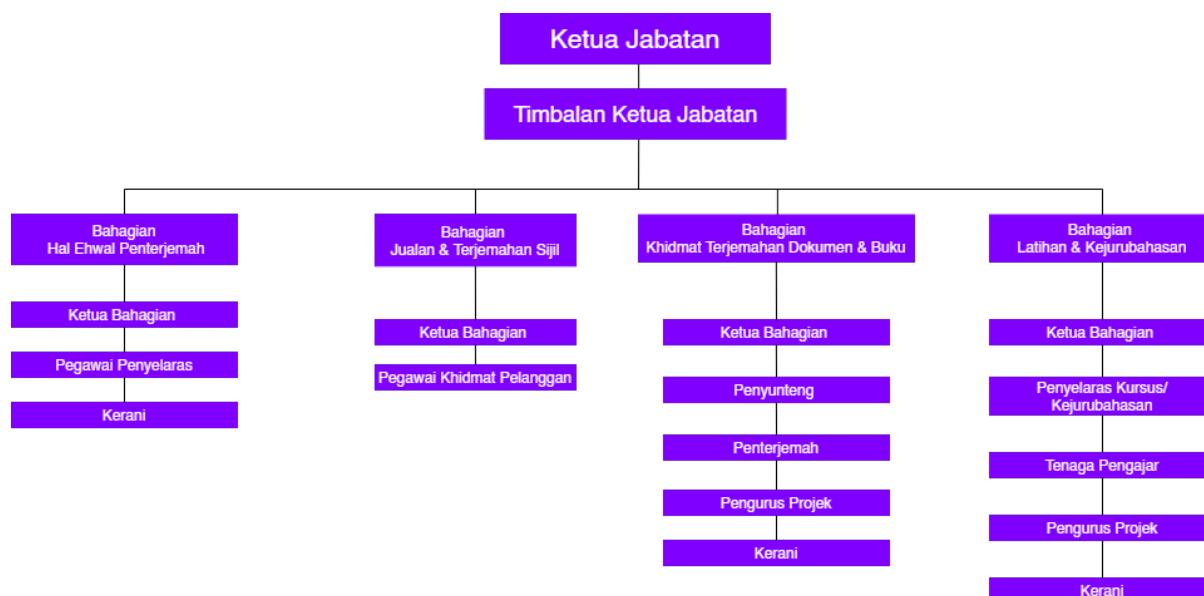 Ketua Jabatan
Timbalan Ketua Jabatan
Bahagian
Hal Ehwal Penterjemah
Ketua Bahagian
Pegawai Penyelaras
Kerani
Bahagian
Jualan & Terjemahan Sijil
Ketua Bahagian
Pegawai Khidmat Pelanggan
Bahagian
Khidmat Terjemahan Dokumen & Buku
Ketua Bahagian
Penyunteng
Penterjemah
Pengurus Projek
Kerani
Bahagian
Latihan & Kejurubahasan
Ketua Bahagian
Penyelaras Kursus/
Kejurubahasan
Tenaga Pengajar
Pengurus Projek
Kerani